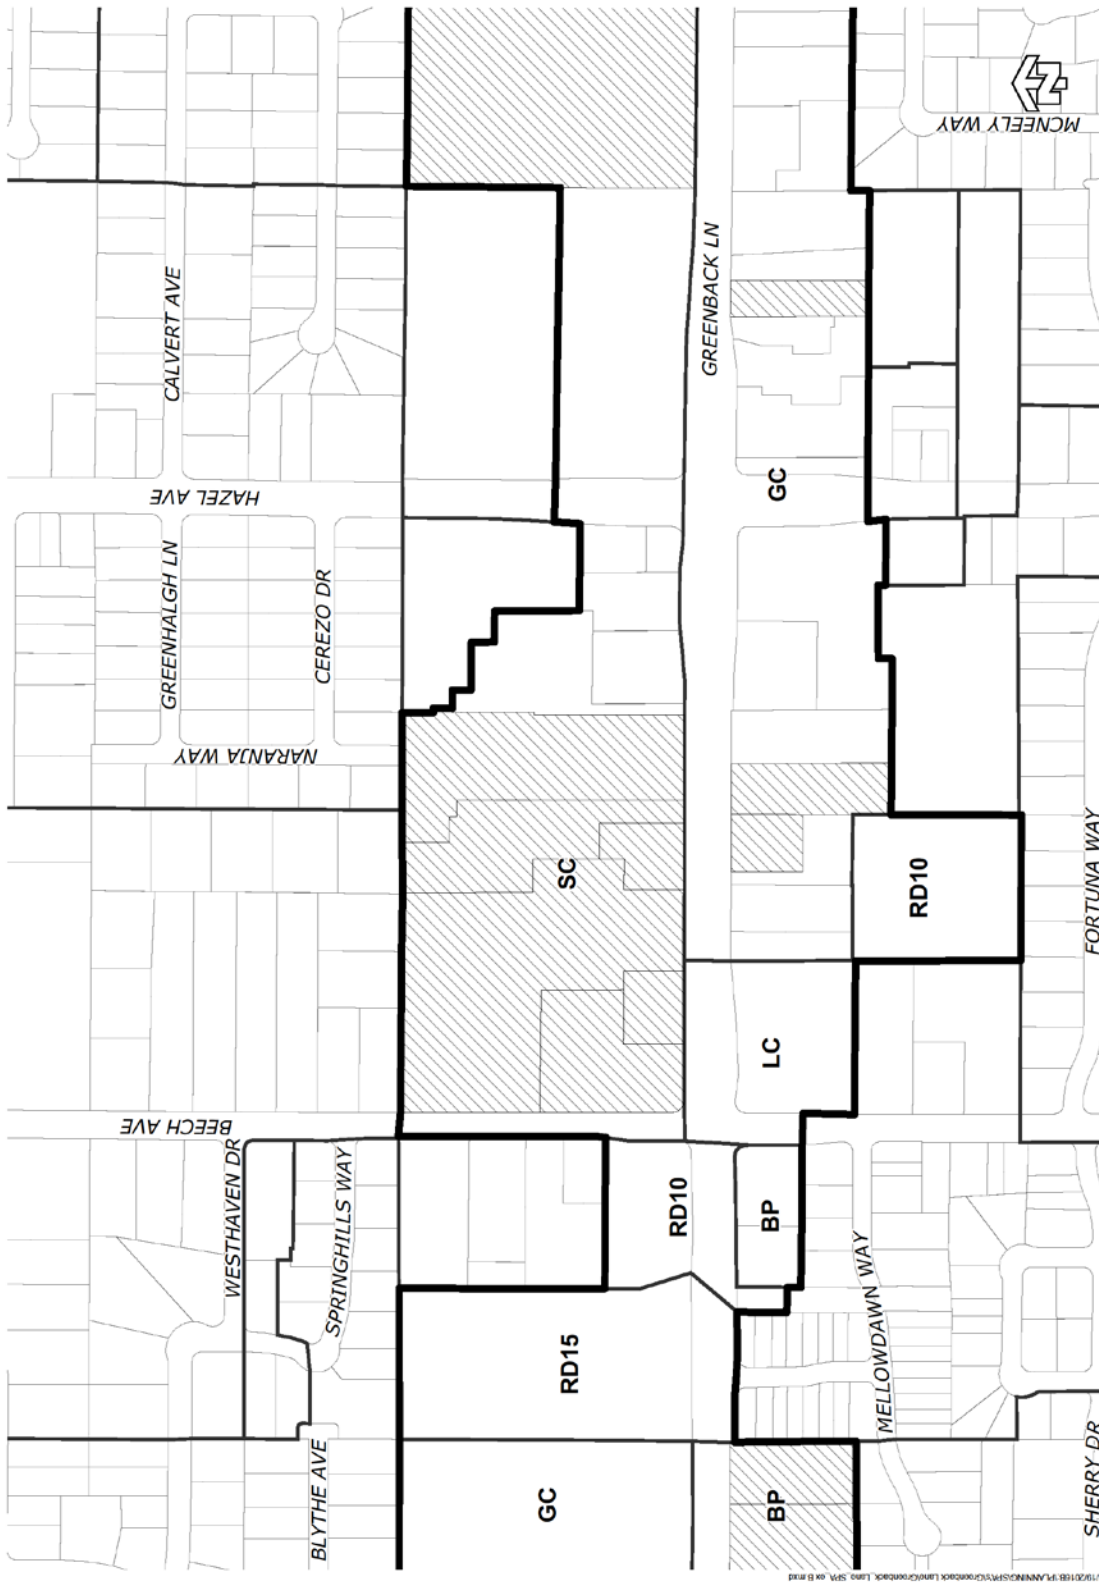 MCNEELY WAY
CALVERT AVE
GREENBACK LN
HAZEL AVE
GC
GREENHALGH LN
CEREZO DR
NARANJA WAY
SC
RD10
FORTUNA WAY
LC
BEECH AVE
WESTHAVEN DR
SPRINGHILLS WAY
RD10
BP
MELLOWDAWN WAY
RD15
BLYTHE AVE
GC
BP
SHERRY DR